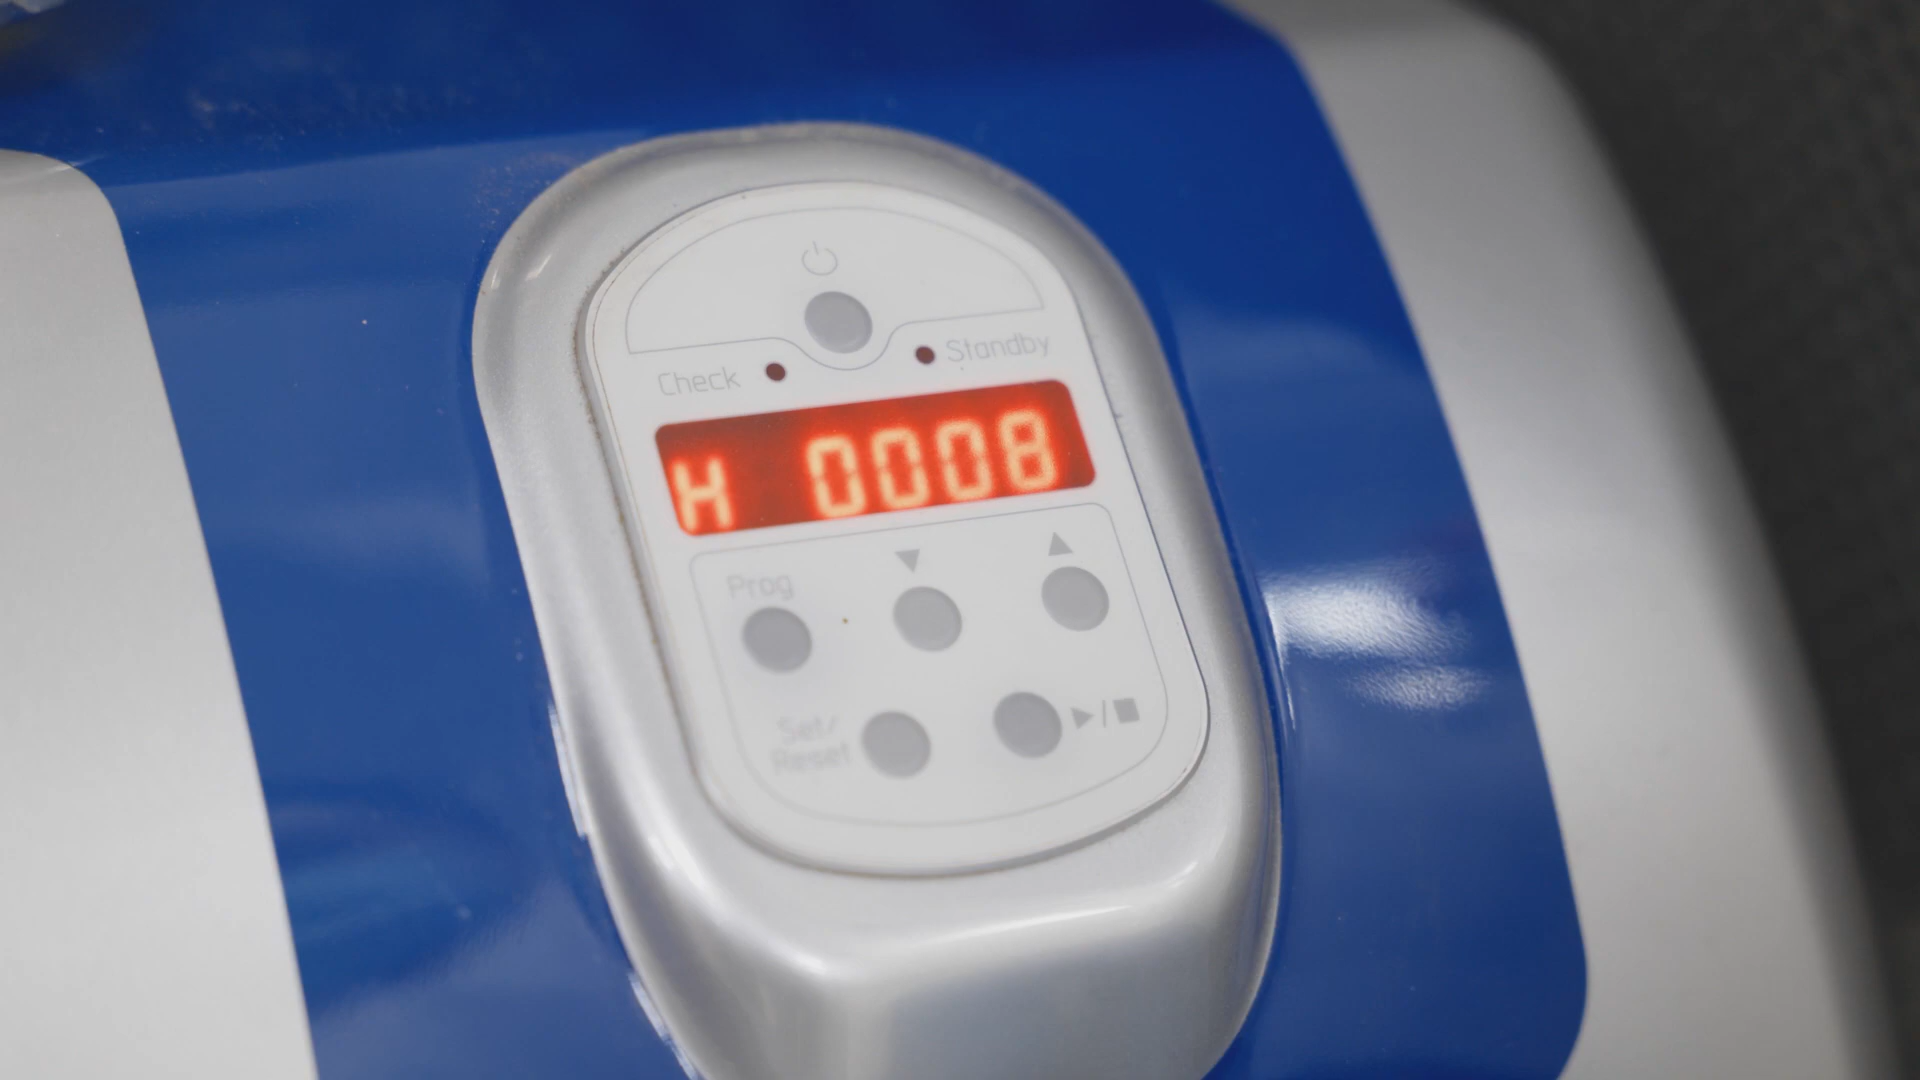 Check
Standby
H 0008
Prog
Set/
Reset